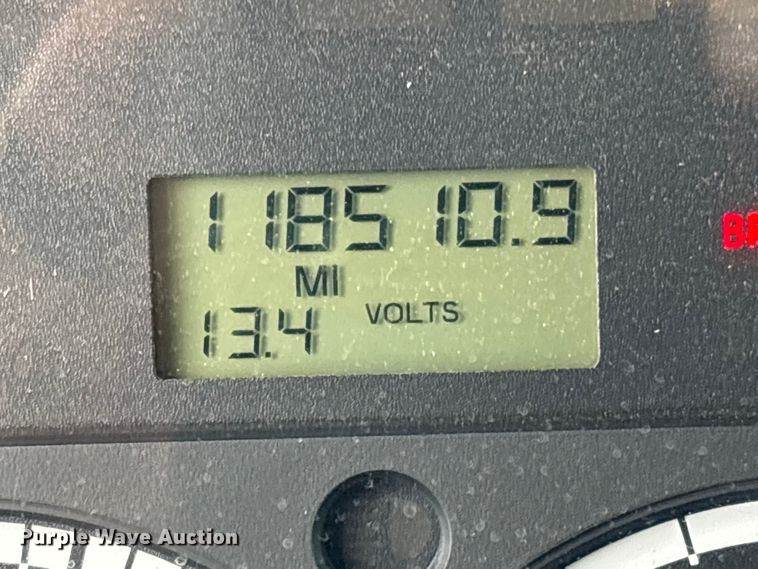 118510.9
MI
13.4 VOLTS
Purple Wave Auction